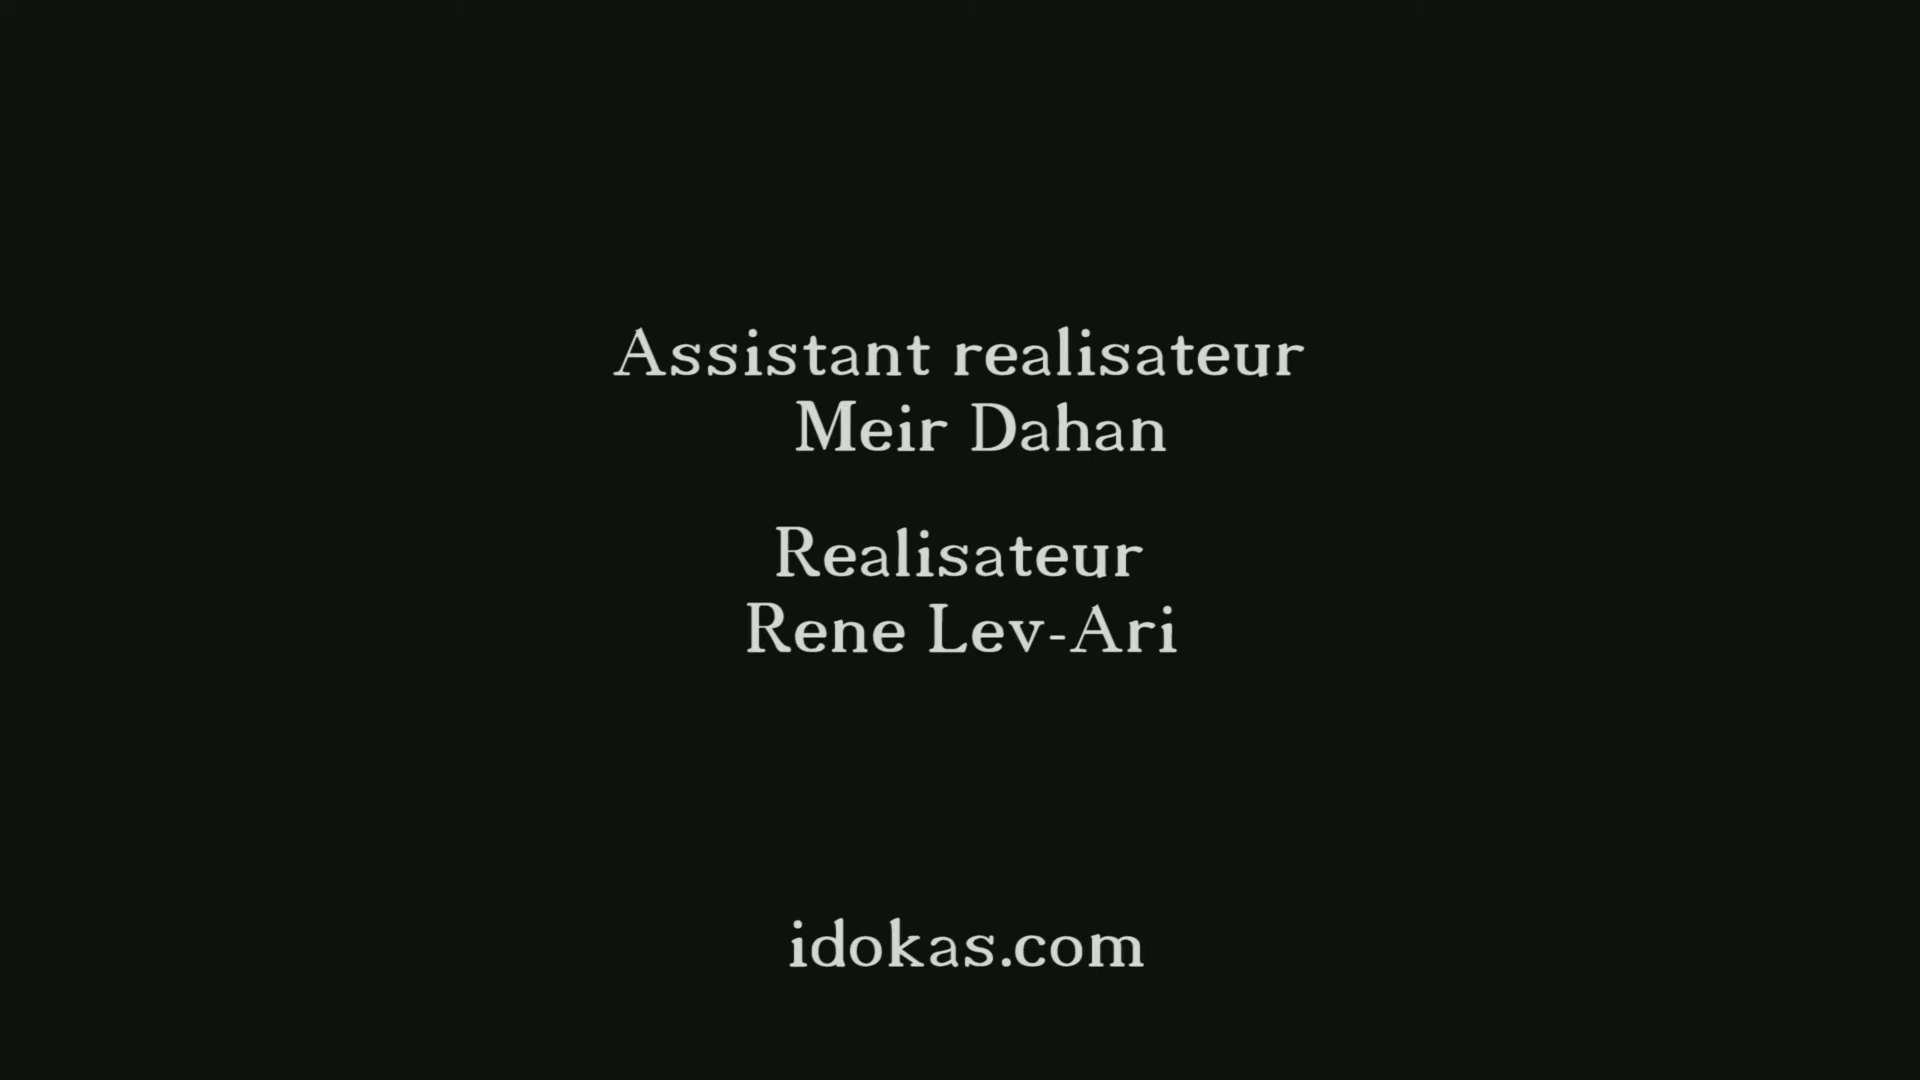 Assistant realisateur
Meir Dahan
Realisateur
Rene Lev-Ari
idokas.com